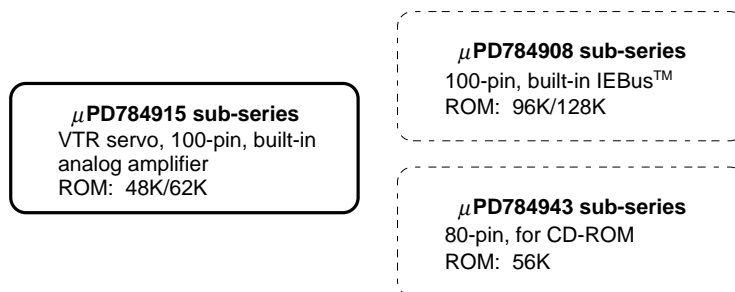 μPD784915 sub-series
VTR servo, 100-pin, built-in
analog amplifier
ROM: 48K/62K
μPD784908 sub-series
100-pin, built-in IEBus™
ROM: 96K/128K
μPD784943 sub-series
80-pin, for CD-ROM
ROM: 56K